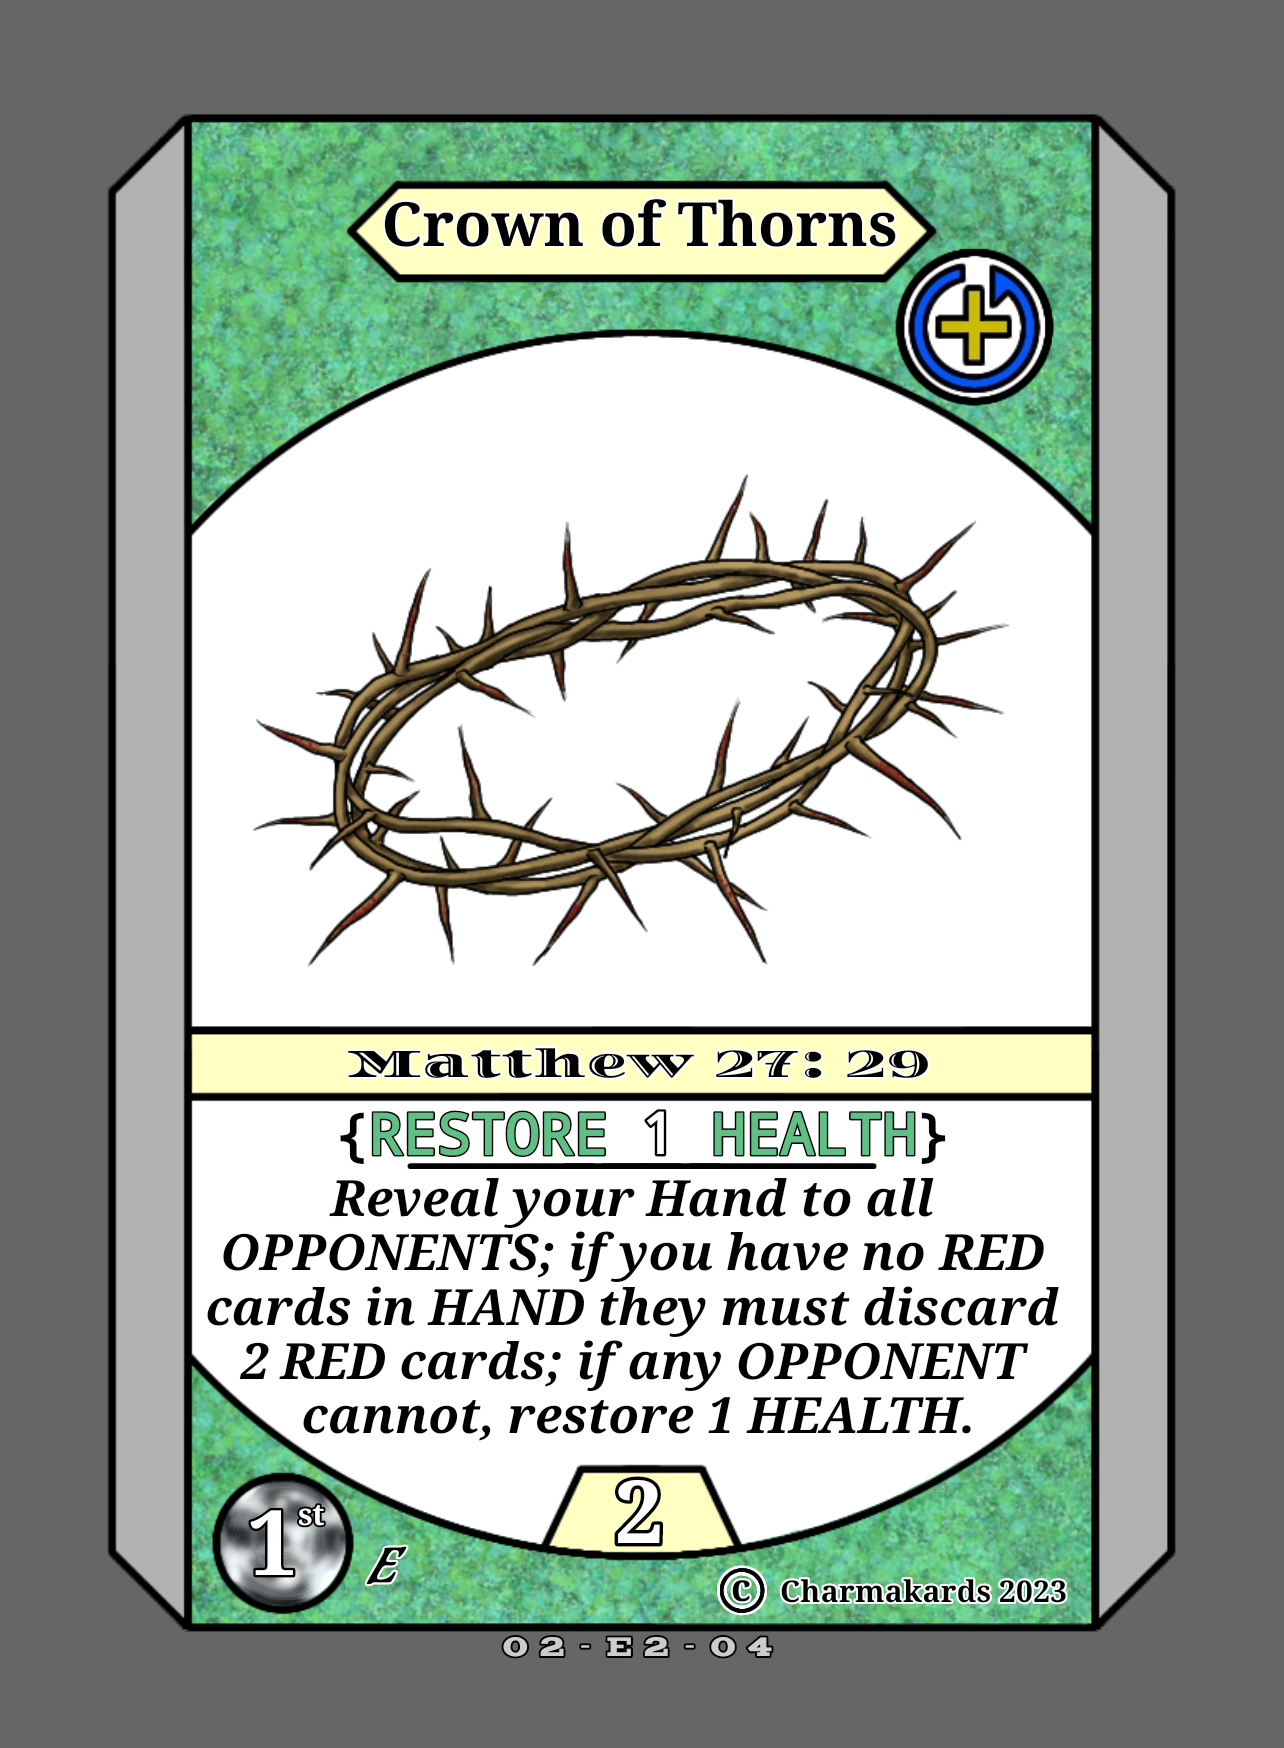 Crown of Thorns
Matthew 27: 29
{RESTORE 1 HEALTH}
Reveal your Hand to all
OPPONENTS; if you have no RED
cards in HAND they must discard
2 RED cards; if any OPPONENT
cannot, restore 1 HEALTH.
2
1st E
© Charmakards 2023
02-E2-04